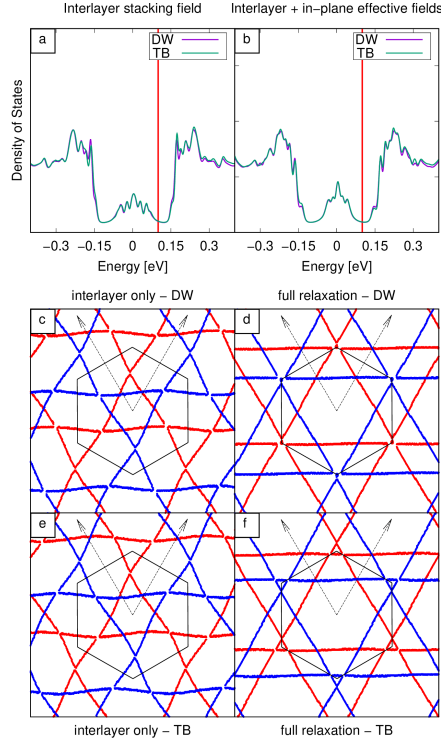 Interlayer stacking field
Interlayer + in-plane effective fields
a
DW
TB
b
DW
TB
Density of States
−0.3 −0.15 0 0.15 0.3
−0.3 −0.15 0 0.15 0.3
Energy [eV]
Energy [eV]
interlayer only − DW
full relaxation − DW
c
d
e
f
interlayer only − TB
full relaxation − TB